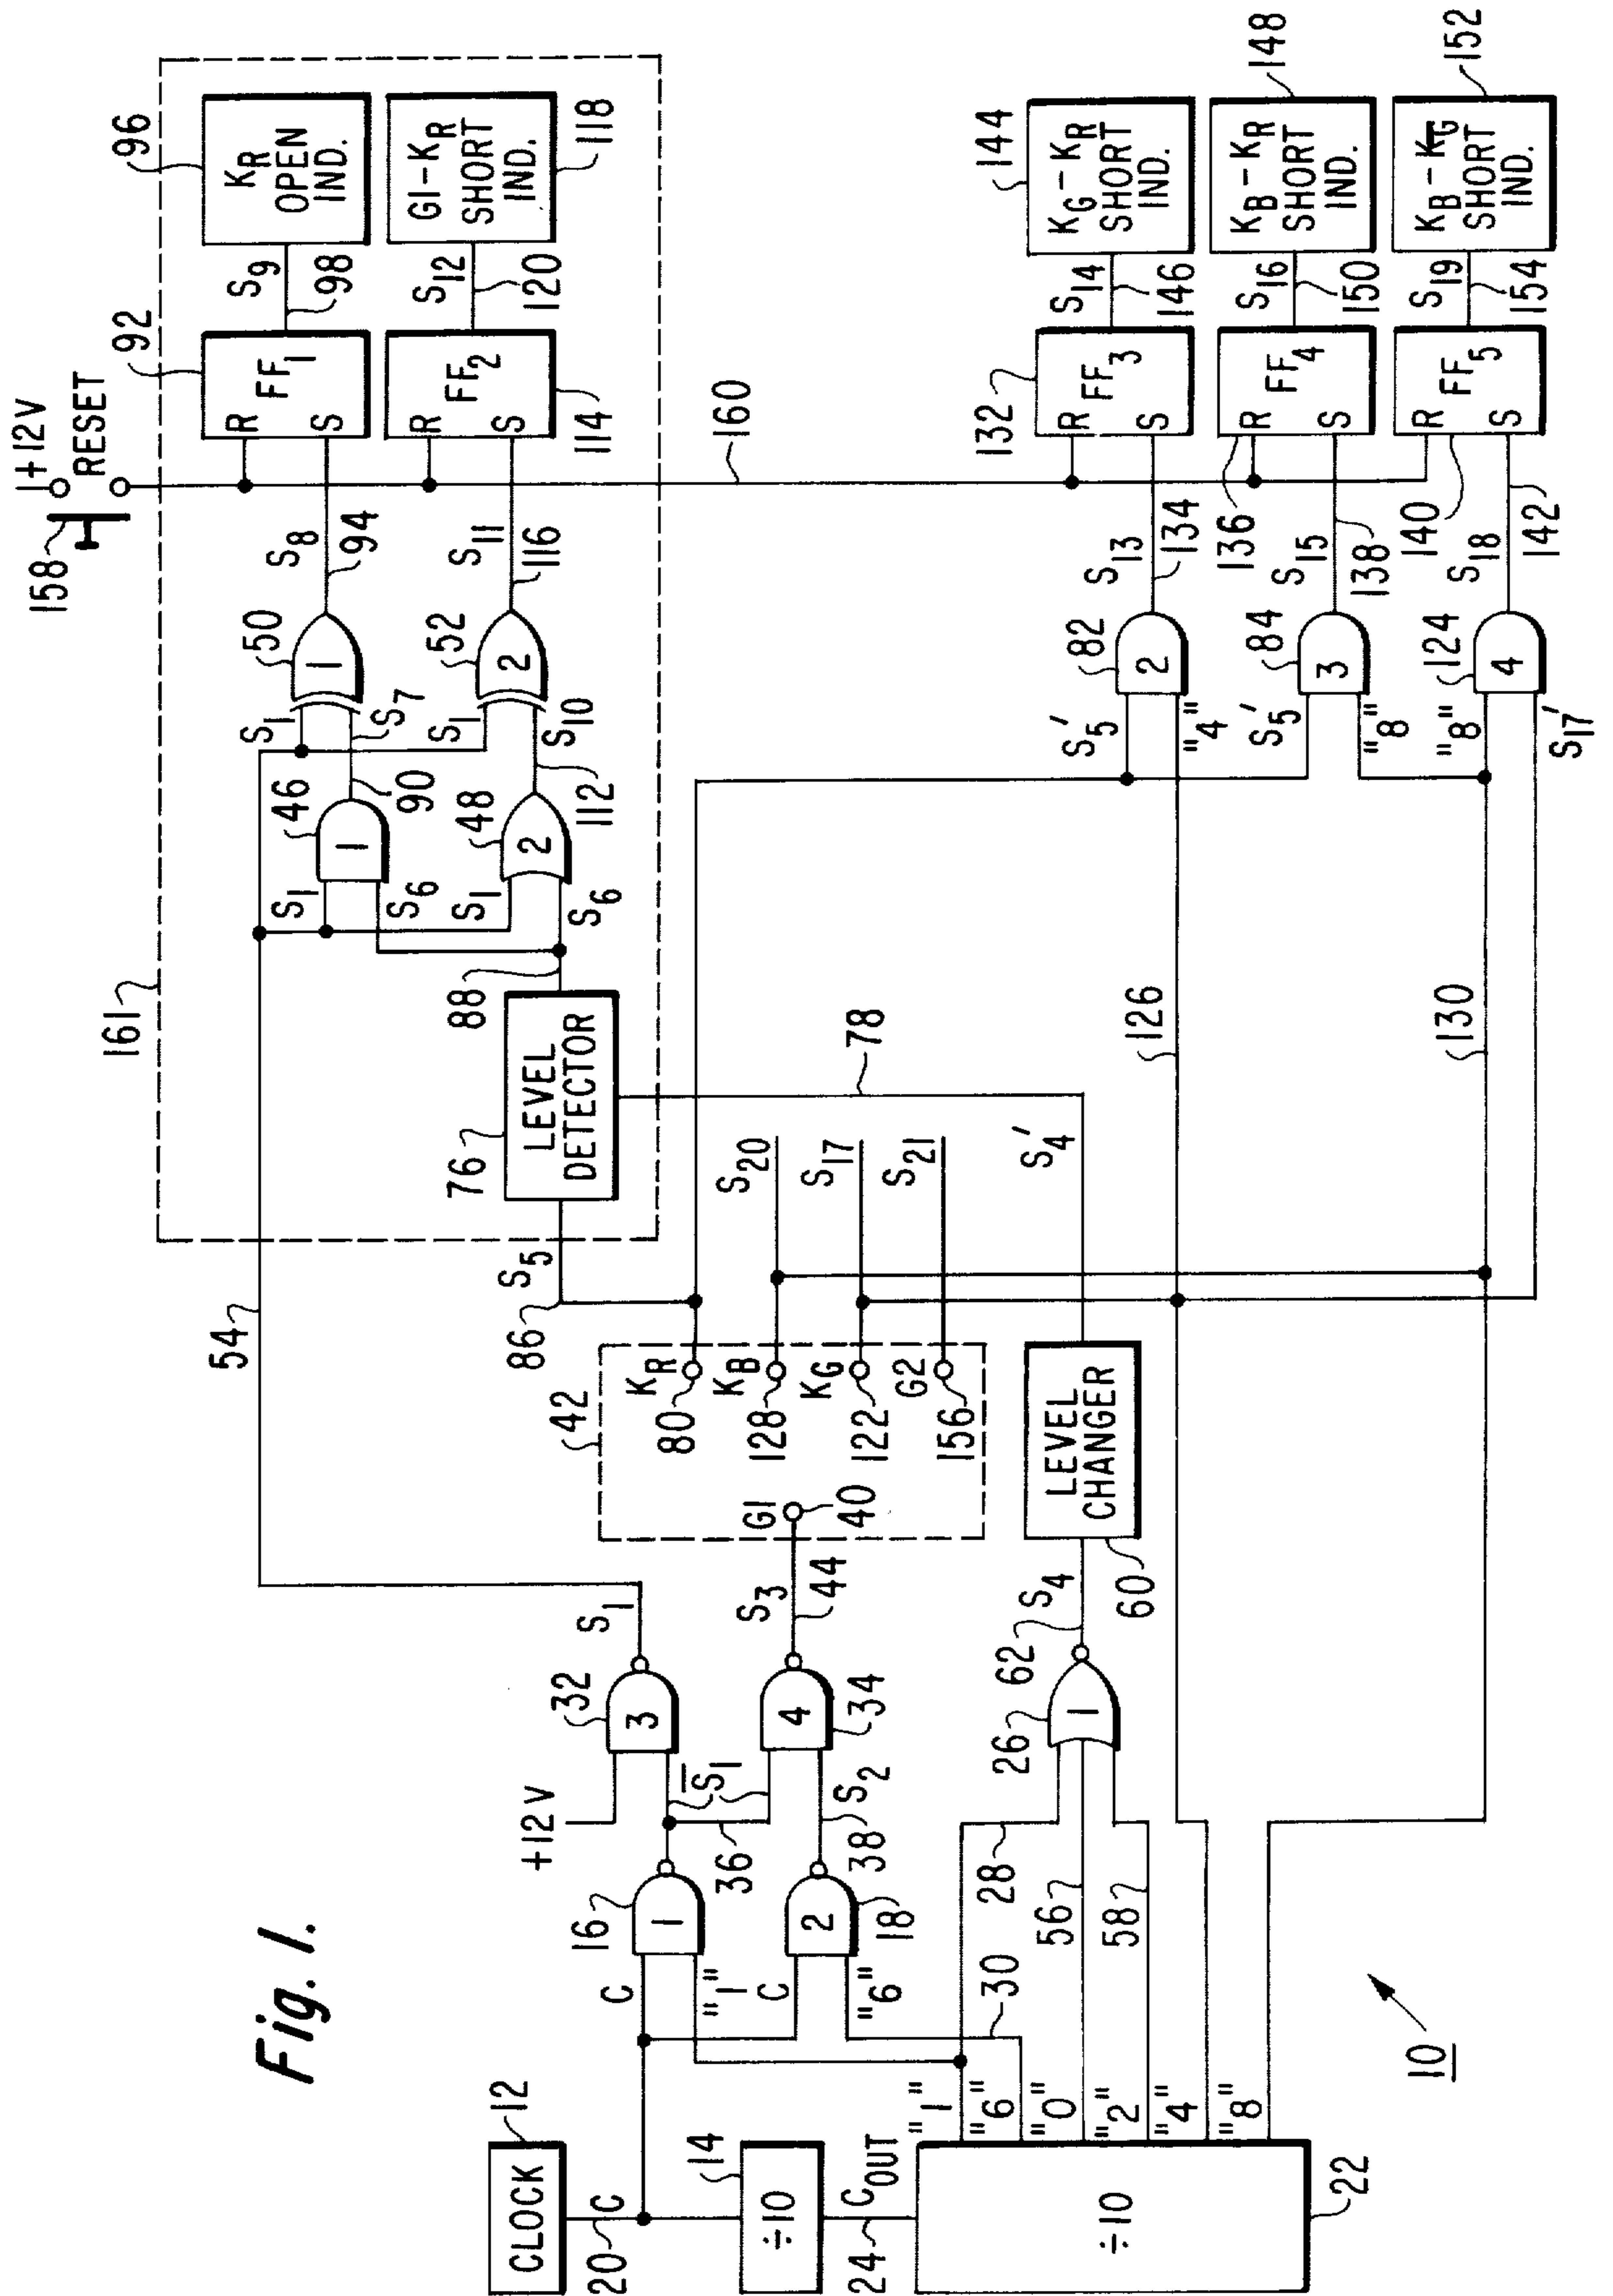 Fig. 1.
10
CLOCK
12
20
C
÷10
14
24
COUT
÷10
22
"1"
"6"
"0"
"2"
"4"
"8"
C
"1"
C
"6"
30
28
56
58
1
16
2
18
+12V
S̅1
36
38
S2
3
32
4
34
S1
54
S3
44
1
26
62
S4
60
LEVEL
CHANGER
42
G1
40
KR
80
KB
128
KG
122
G2
156
86
S5
S20
S17
S21
S4'
78
161
76
LEVEL
DETECTOR
88
S1
S6
S1
S6
1
46
2
48
90
112
S1
S7
S1
S10
1
50
2
52
S8
94
S11
116
158
+12V
RESET
R
S
FF1
92
R
S
FF2
114
S9
98
S12
120
KR
OPEN
IND.
96
G1-KR
SHORT
IND.
118
160
126
130
S5'
"4"
S5'
"8"
"8"
S17'
2
82
3
84
4
124
S13
134
S15
138
S18
142
132
R
S
FF3
136
R
S
FF4
140
R
S
FF5
S14
146
S16
150
S19
154
KG-KR
SHORT
IND.
144
KB-KR
SHORT
IND.
148
KB-KG
SHORT
IND.
152